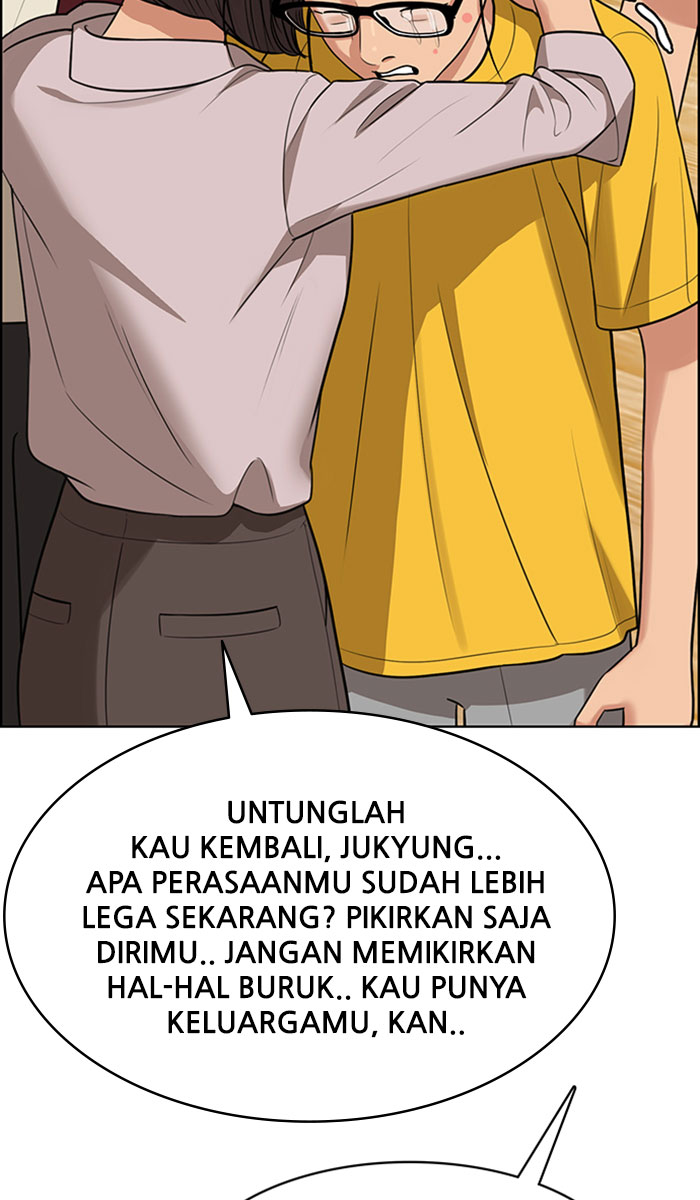 UNTUNGLAH
KAU KEMBALI, JUKYUNG...
APA PERASAANMU SUDAH LEBIH
LEGA SEKARANG? PIKIRKAN SAJA
DIRIMU.. JANGAN MEMIKIRKAN
HAL-HAL BURUK.. KAU PUNYA
KELUARGAMU, KAN..